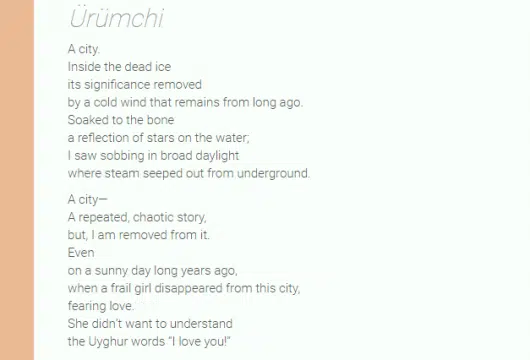 Ürümchi
A city.
Inside the dead ice
its significance removed
by a cold wind that remains from long ago.
Soaked to the bone
a reflection of stars on the water;
I saw sobbing in broad daylight
where steam seeped out from underground.
A city—
A repeated, chaotic story,
but, I am removed from it.
Even
on a sunny day long years ago,
when a frail girl disappeared from this city,
fearing love.
She didn't want to understand
the Uyghur words "I love you!"